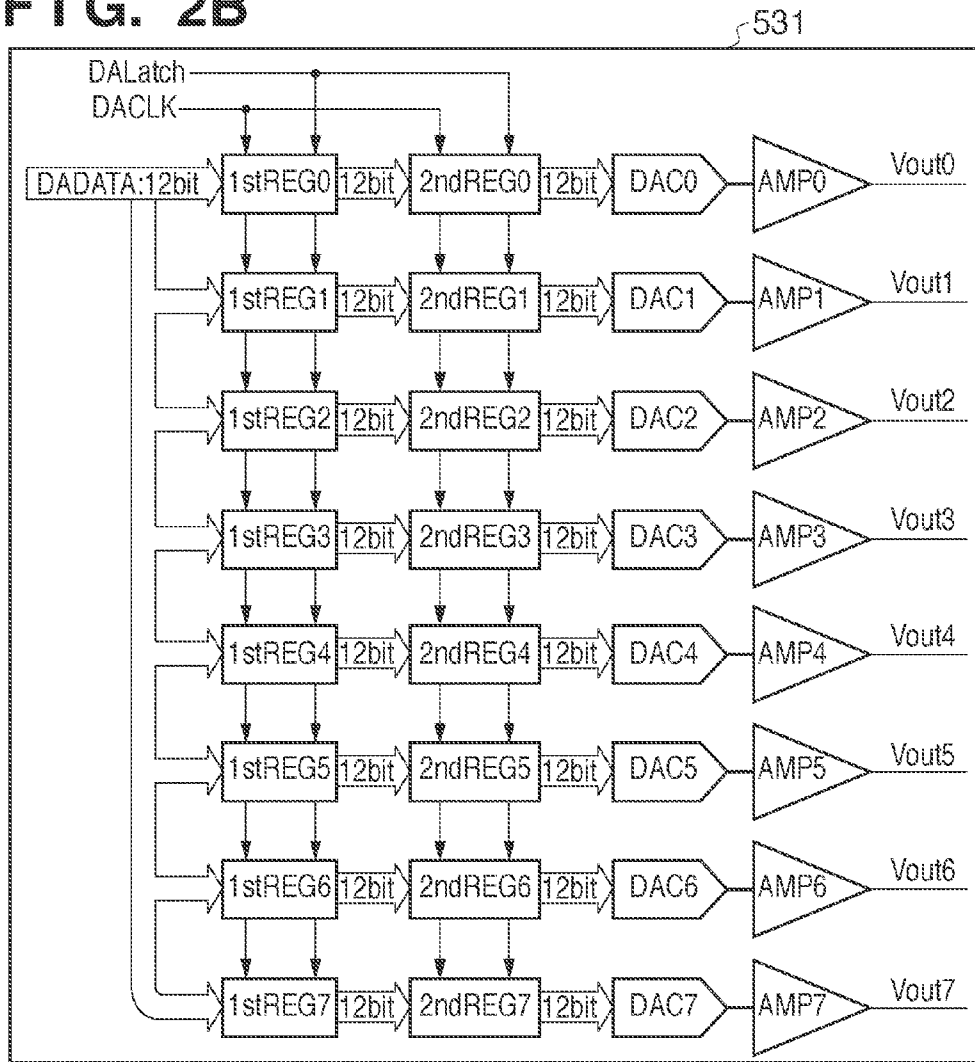 FIG. 2B
531
DALatch
DACLK
DADATA:12bit 1stREG0 12bit 2ndREG0 12bit DAC0 AMP0 Vout0
1stREG1 12bit 2ndREG1 12bit DAC1 AMP1 Vout1
1stREG2 12bit 2ndREG2 12bit DAC2 AMP2 Vout2
1stREG3 12bit 2ndREG3 12bit DAC3 AMP3 Vout3
1stREG4 12bit 2ndREG4 12bit DAC4 AMP4 Vout4
1stREG5 12bit 2ndREG5 12bit DAC5 AMP5 Vout5
1stREG6 12bit 2ndREG6 12bit DAC6 AMP6 Vout6
1stREG7 12bit 2ndREG7 12bit DAC7 AMP7 Vout7